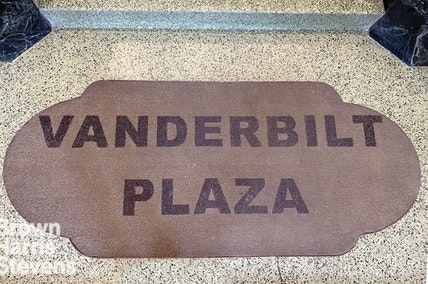 VANDERBILT
PLAZA
Brown
Harris
Stevens